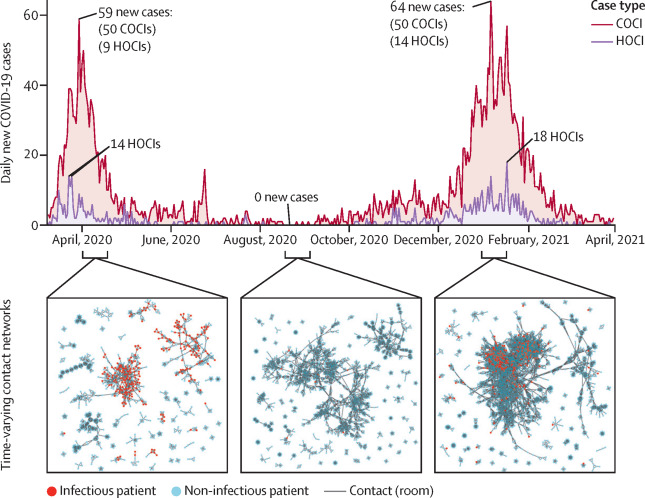 59 new cases:
(50 COCIs)
(9 HOCIs)
64 new cases:
(50 COCIs)
(14 HOCIs)
Case type
COCI
HOCI
Daily new COVID-19 cases
60
40
20
0
14 HOCIs
18 HOCIs
0 new cases
April, 2020
June, 2020
August, 2020
October, 2020
December, 2020
February, 2021
April, 2021
Time-varying contact networks
Infectious patient
Non-infectious patient
Contact (room)